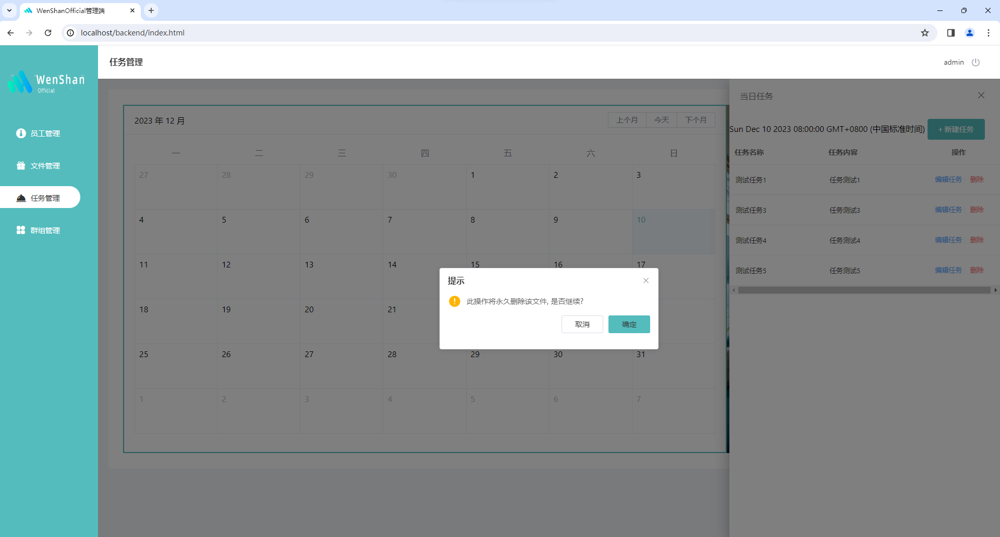 WenShanOfficial管理端
localhost/backend/index.html
WenShan
Official
员工管理
文件管理
任务管理
群组管理
任务管理
admin
2023 年 12 月
上个月 今天 下个月
一 二 三 四 五 六 日
27 28 29 30 1 2 3
4 5 6 7 8 9 10
11 12 13 14 15 16 17
18 19 20 21
25 26 27 28 29 30 31
1 2 3 4 5 6 7
当日任务
Sun Dec 10 2023 08:00:00 GMT+0800 (中国标准时间) + 新建任务
任务名称 任务内容 操作
测试任务1 任务测试1 编辑任务 删除
测试任务3 任务测试3 编辑任务 删除
测试任务4 任务测试4 编辑任务 删除
测试任务5 任务测试5 编辑任务 删除
提示
此操作将永久删除该文件, 是否继续?
取消 确定